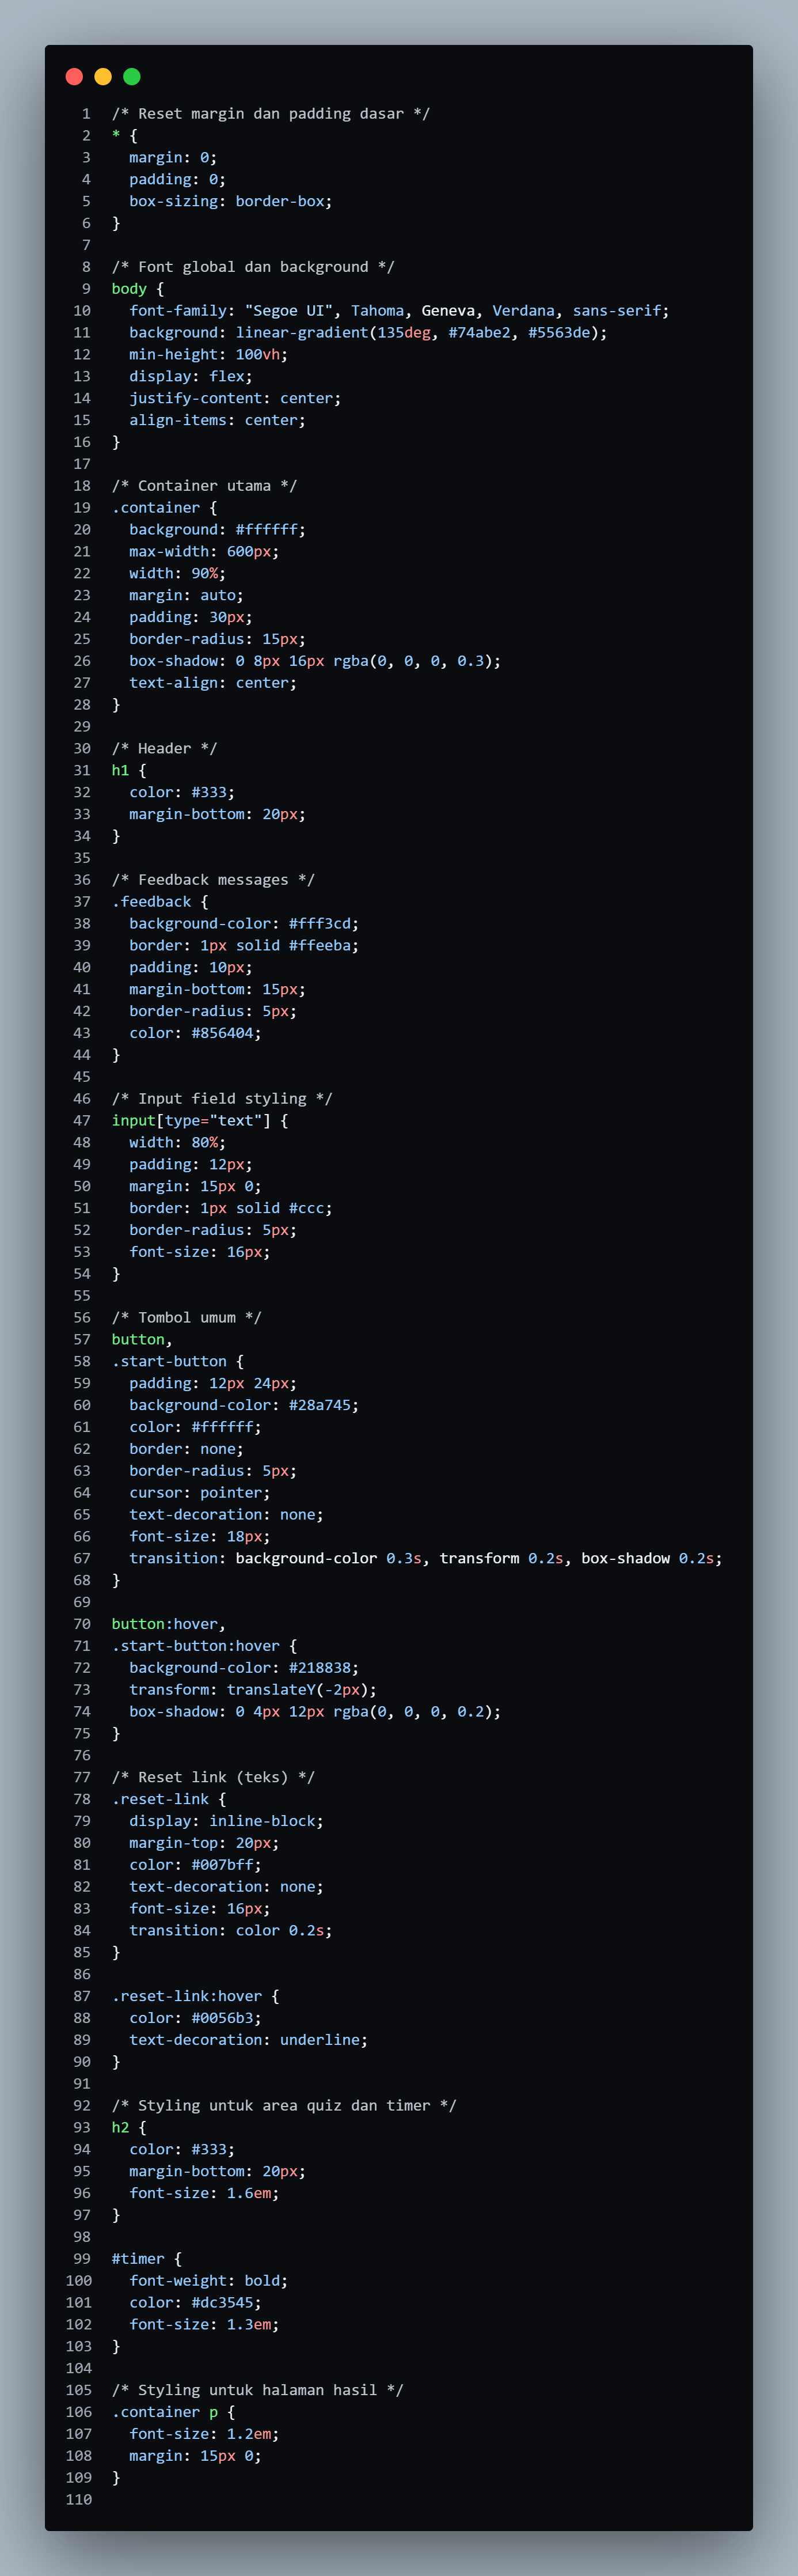 1 /* Reset margin dan padding dasar */
2 * {
3   margin: 0;
4   padding: 0;
5   box-sizing: border-box;
6 }
7
8 /* Font global dan background */
9 body {
10   font-family: "Segoe UI", Tahoma, Geneva, Verdana, sans-serif;
11   background: linear-gradient(135deg, #74abe2, #5563de);
12   min-height: 100vh;
13   display: flex;
14   justify-content: center;
15   align-items: center;
16 }
17
18 /* Container utama */
19 .container {
20   background: #ffffff;
21   max-width: 600px;
22   width: 90%;
23   margin: auto;
24   padding: 30px;
25   border-radius: 15px;
26   box-shadow: 0 8px 16px rgba(0, 0, 0, 0.3);
27   text-align: center;
28 }
29
30 /* Header */
31 h1 {
32   color: #333;
33   margin-bottom: 20px;
34 }
35
36 /* Feedback messages */
37 .feedback {
38   background-color: #fff3cd;
39   border: 1px solid #ffeeba;
40   padding: 10px;
41   margin-bottom: 15px;
42   border-radius: 5px;
43   color: #856404;
44 }
45
46 /* Input field styling */
47 input[type="text"] {
48   width: 80%;
49   padding: 12px;
50   margin: 15px 0;
51   border: 1px solid #ccc;
52   border-radius: 5px;
53   font-size: 16px;
54 }
55
56 /* Tombol umum */
57 button,
58 .start-button {
59   padding: 12px 24px;
60   background-color: #28a745;
61   color: #ffffff;
62   border: none;
63   border-radius: 5px;
64   cursor: pointer;
65   text-decoration: none;
66   font-size: 18px;
67   transition: background-color 0.3s, transform 0.2s, box-shadow 0.2s;
68 }
69
70 button:hover,
71 .start-button:hover {
72   background-color: #218838;
73   transform: translateY(-2px);
74   box-shadow: 0 4px 12px rgba(0, 0, 0, 0.2);
75 }
76
77 /* Reset link (teks) */
78 .reset-link {
79   display: inline-block;
80   margin-top: 20px;
81   color: #007bff;
82   text-decoration: none;
83   font-size: 16px;
84   transition: color 0.2s;
85 }
86
87 .reset-link:hover {
88   color: #0056b3;
89   text-decoration: underline;
90 }
91
92 /* Styling untuk area quiz dan timer */
93 h2 {
94   color: #333;
95   margin-bottom: 20px;
96   font-size: 1.6em;
97 }
98
99 #timer {
100   font-weight: bold;
101   color: #dc3545;
102   font-size: 1.3em;
103 }
104
105 /* Styling untuk halaman hasil */
106 .container p {
107   font-size: 1.2em;
108   margin: 15px 0;
109 }
110